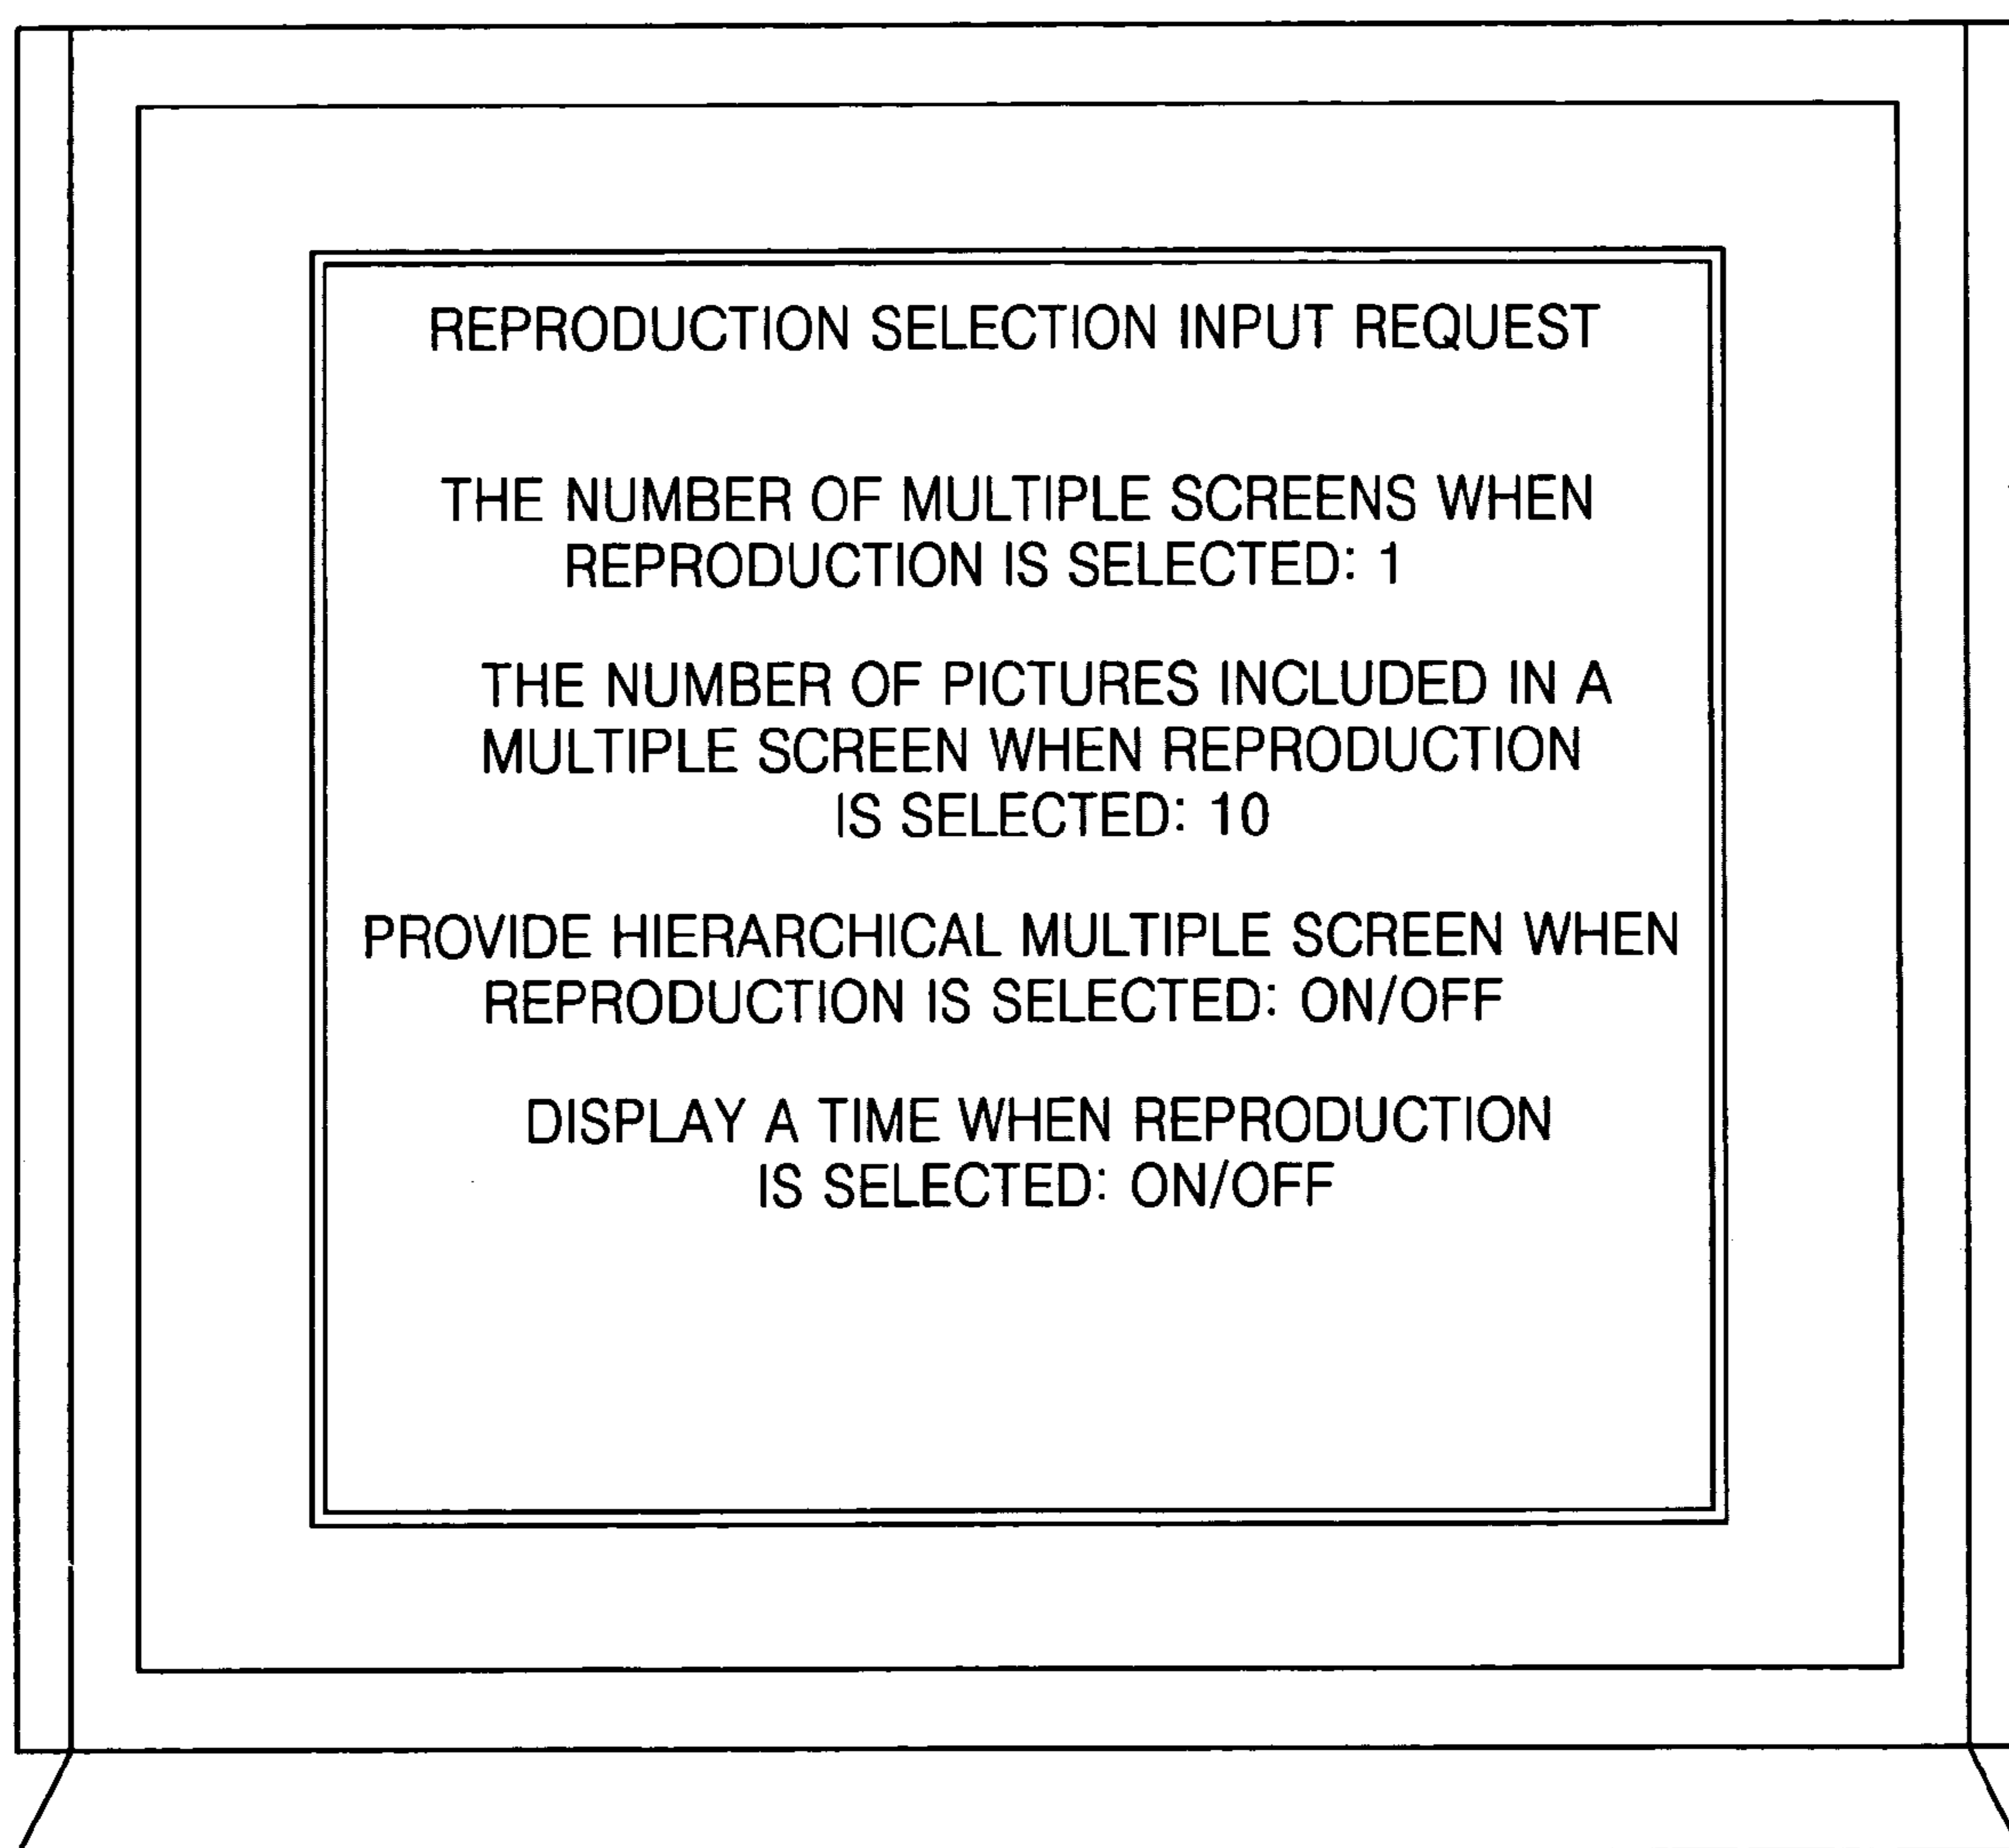 REPRODUCTION SELECTION INPUT REQUEST
THE NUMBER OF MULTIPLE SCREENS WHEN
REPRODUCTION IS SELECTED: 1
THE NUMBER OF PICTURES INCLUDED IN A
MULTIPLE SCREEN WHEN REPRODUCTION
IS SELECTED: 10
PROVIDE HIERARCHICAL MULTIPLE SCREEN WHEN
REPRODUCTION IS SELECTED: ON/OFF
DISPLAY A TIME WHEN REPRODUCTION
IS SELECTED: ON/OFF